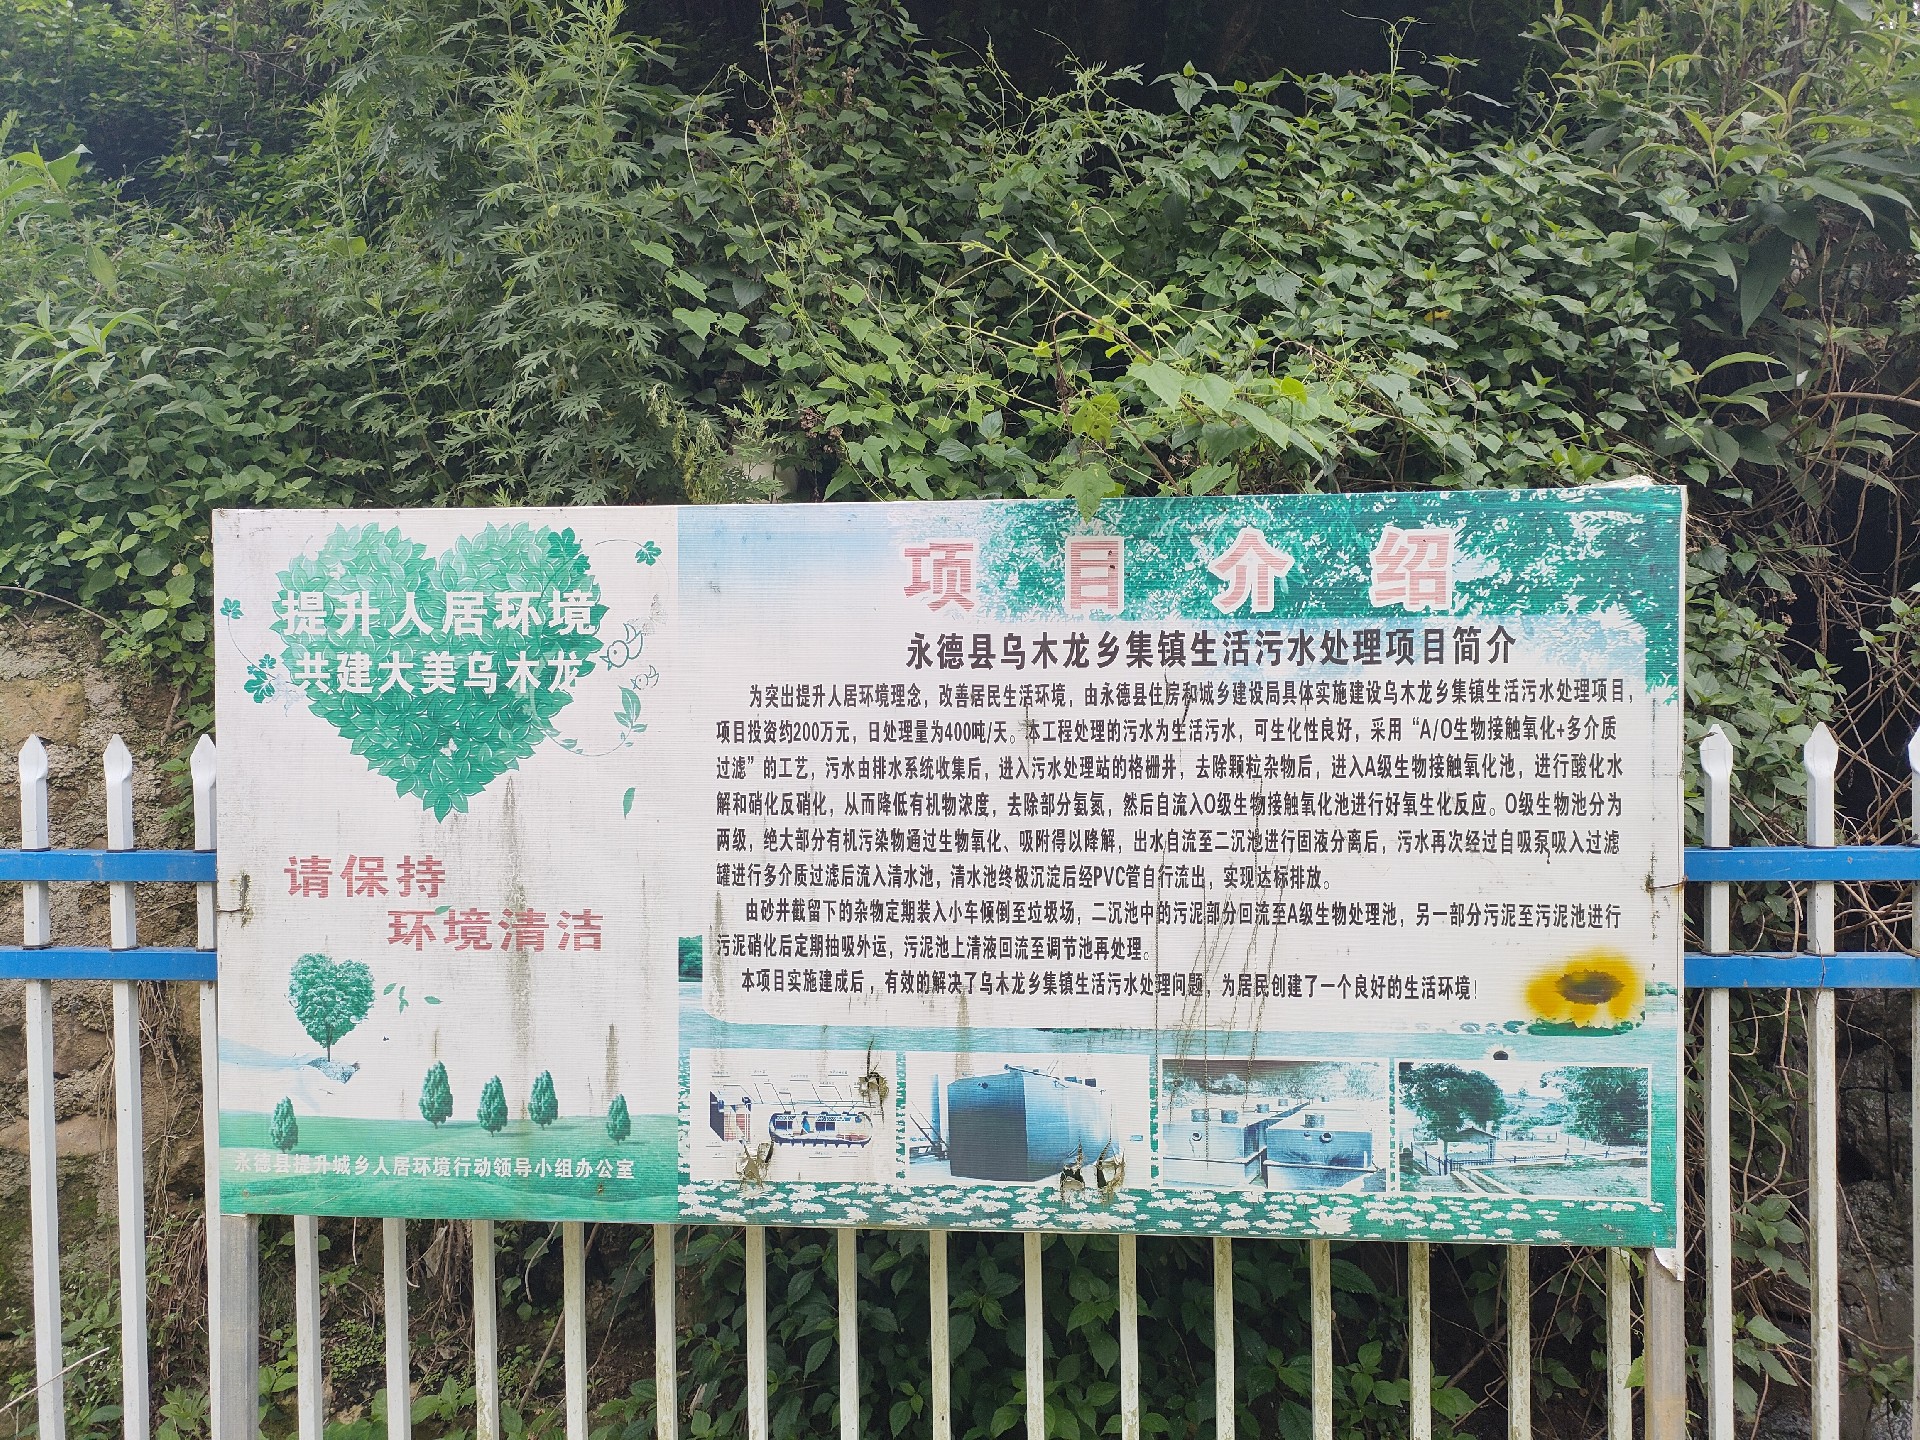 提升人居环境
共建大美乌木龙
请保持
环境清洁
永德县提升城乡人居环境行动领导小组办公室
项目介绍
永德县乌木龙乡集镇生活污水处理项目简介
为突出提升人居环境理念，改善居民生活环境，由永德县住房和城乡建设局具体实施建设乌木龙乡集镇生活污水处理项目，
项目投资约200万元，日处理量为400吨/天。本工程处理的污水为生活污水，可生化性良好，采用“A/O生物接触氧化+多介质
过滤”的工艺，污水由排水系统收集后，进入污水处理站的格栅井，去除颗粒杂物后，进入A级生物接触氧化池，进行酸化水
解和硝化反硝化，从而降低有机物浓度，去除部分氨氮，然后自流入O级生物接触氧化池进行好氧生化反应。O级生物池分为
两级，绝大部分有机污染物通过生物氧化、吸附得以降解，出水自流至二沉池进行固液分离后，污水再次经过自吸泵吸入过滤
罐进行多介质过滤后流入清水池，清水池终极沉淀后经PVC管自行流出，实现达标排放。
由砂井截留下的杂物定期装入小车倾倒至垃圾场，二沉池中的污泥部分回流至A级生物处理池，另一部分污泥至污泥池进行
污泥硝化后定期抽吸外运，污泥池上清液回流至调节池再处理。
本项目实施建成后，有效的解决了乌木龙乡集镇生活污水处理问题，为居民创建了一个良好的生活环境！